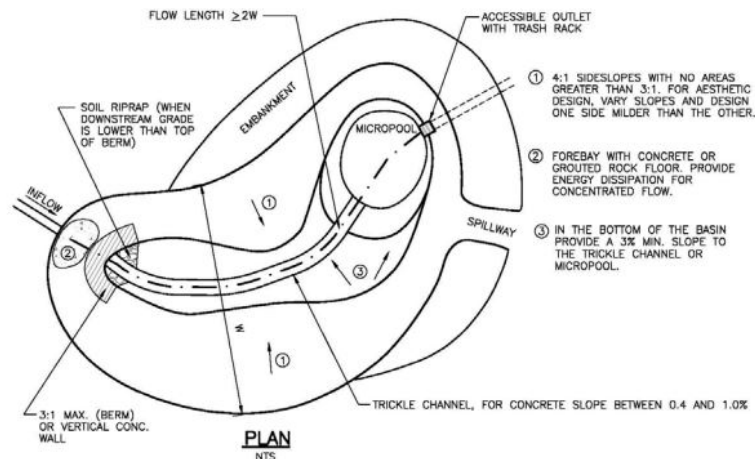 FLOW LENGTH ≥2W
ACCESSIBLE OUTLET
WITH TRASH RACK
① 4:1 SIDESLOPES WITH NO AREAS
GREATER THAN 3:1. FOR AESTHETIC
DESIGN, VARY SLOPES AND DESIGN
ONE SIDE MILDER THAN THE OTHER.
SOIL RIPRAP (WHEN
DOWNSTREAM GRADE
IS LOWER THAN TOP
OF BERM)
EMBANKMENT
MICROPOOL
② FOREBAY WITH CONCRETE OR
GROUTED ROCK FLOOR. PROVIDE
ENERGY DISSIPATION FOR
CONCENTRATED FLOW.
INFLOW
①
SPILLWAY
③ IN THE BOTTOM OF THE BASIN
PROVIDE A 3% MIN. SLOPE TO
THE TRICKLE CHANNEL OR
MICROPOOL.
②
③
W
①
3:1 MAX. (BERM)
OR VERTICAL CONC.
WALL
TRICKLE CHANNEL, FOR CONCRETE SLOPE BETWEEN 0.4 AND 1.0%
PLAN
NTS